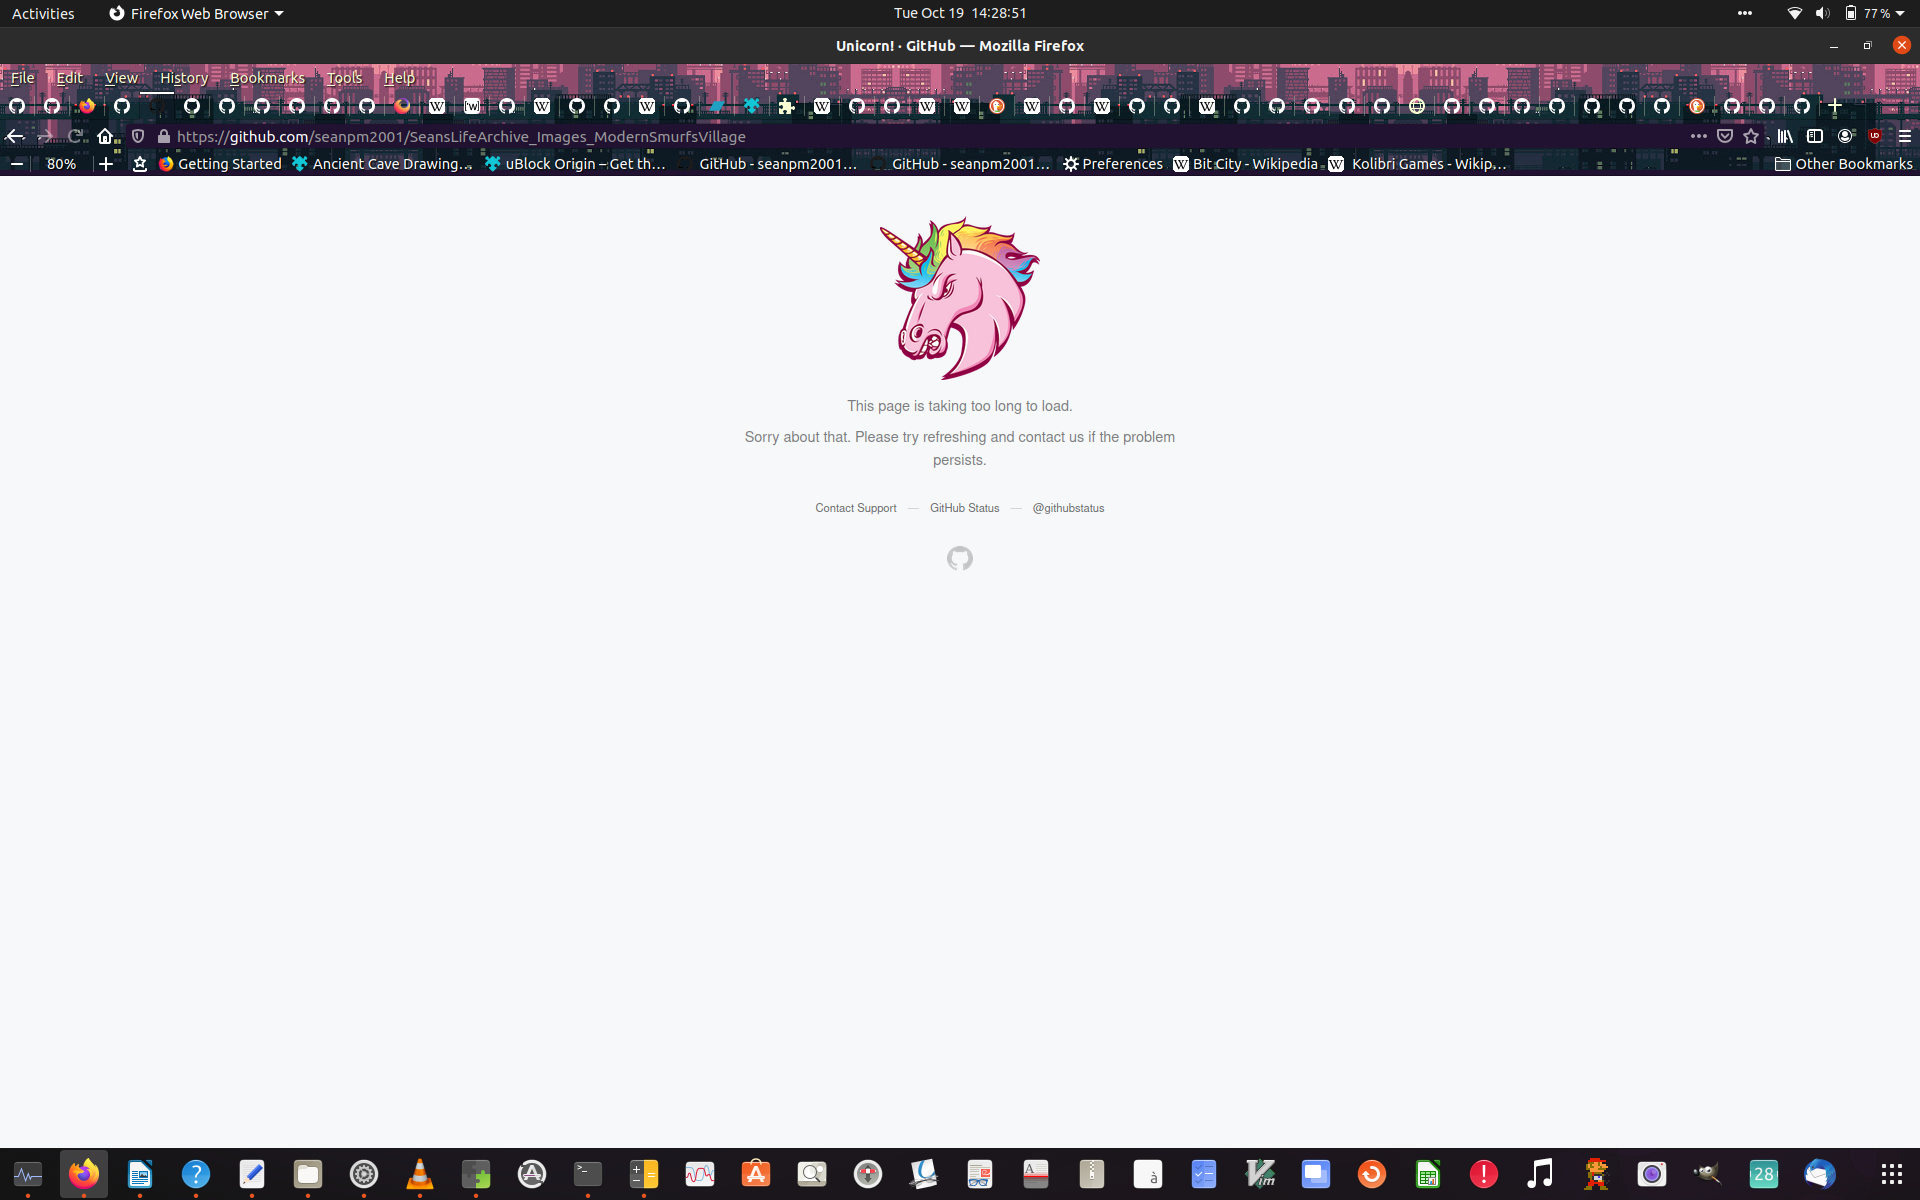 Activities Firefox Web Browser Tue Oct 19 14:28:51 77 %
Unicorn! · GitHub — Mozilla Firefox
File Edit View History Bookmarks Tools Help
https://github.com/seanpm2001/SeansLifeArchive_Images_ModernSmurfsVillage
80% Getting Started Ancient Cave Drawing… uBlock Origin – Get th… GitHub - seanpm2001… GitHub - seanpm2001… Preferences Bit City - Wikipedia Kolibri Games - Wikip… Other Bookmarks
This page is taking too long to load.
Sorry about that. Please try refreshing and contact us if the problem
persists.
Contact Support — GitHub Status — @githubstatus
28